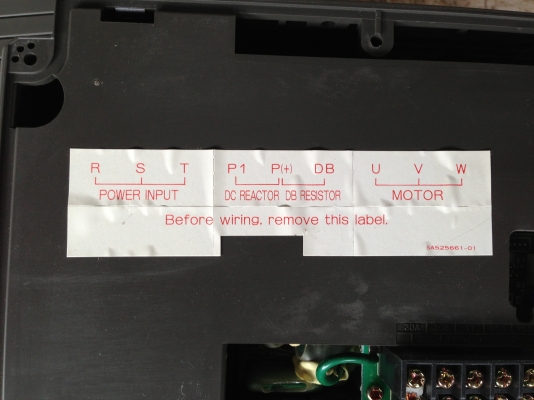 R S T P1 P(+) DB U V W
POWER INPUT DC REACTOR DB RESISTOR MOTOR
Before wiring, remove this label.
SA525661-01